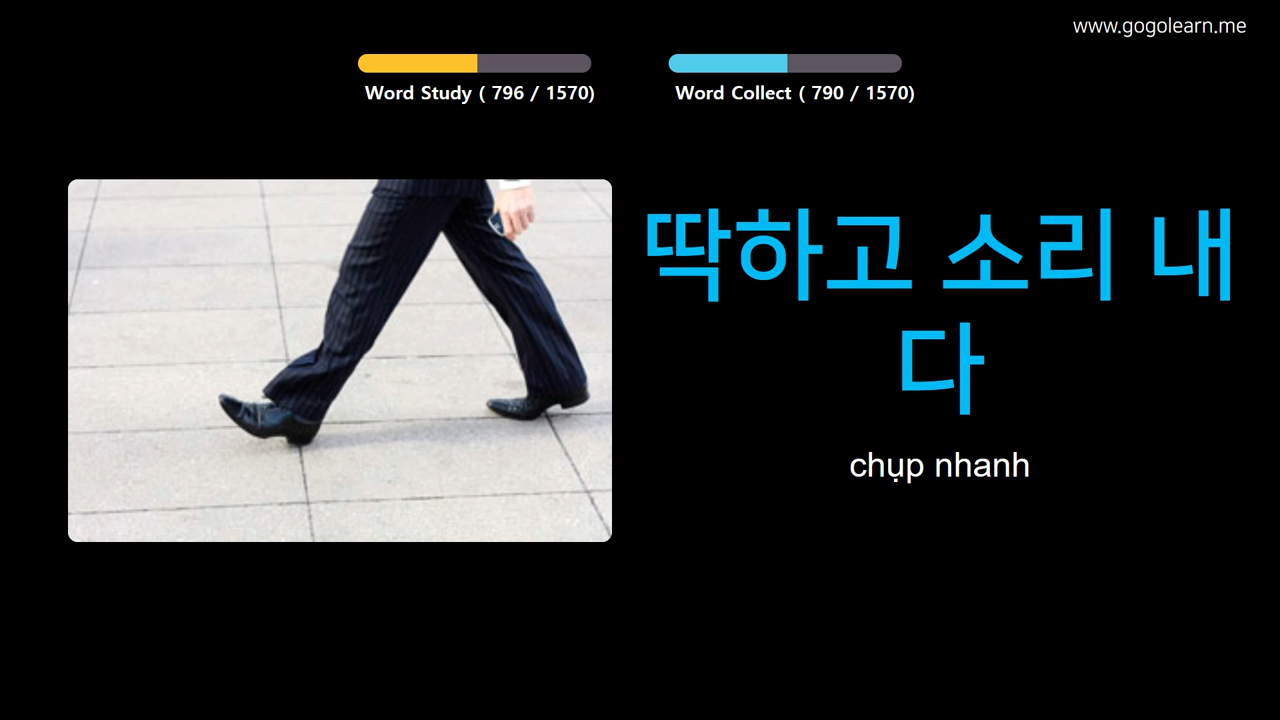 www.gogolearn.me
Word Study ( 796 / 1570)
Word Collect ( 790 / 1570)
딱하고 소리 내
다
chụp nhanh